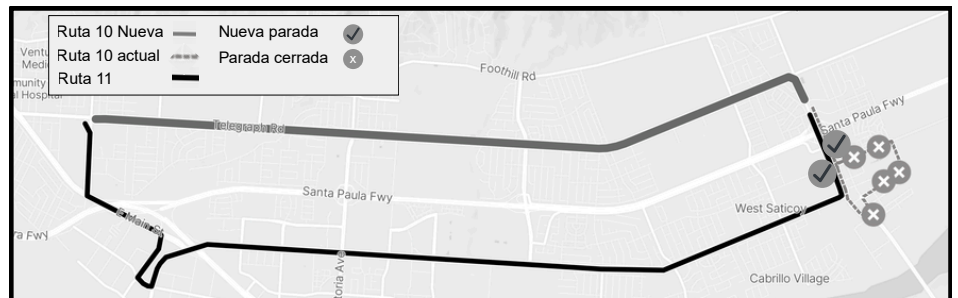 Ruta 10 Nueva
Nueva parada
Ruta 10 actual
Parada cerrada
x
Ruta 11
Foothill Rd
Telegraph Rd
Santa Paula Fwy
Santa Paula Fwy
E Main St
West Saticoy
Cabrillo Village